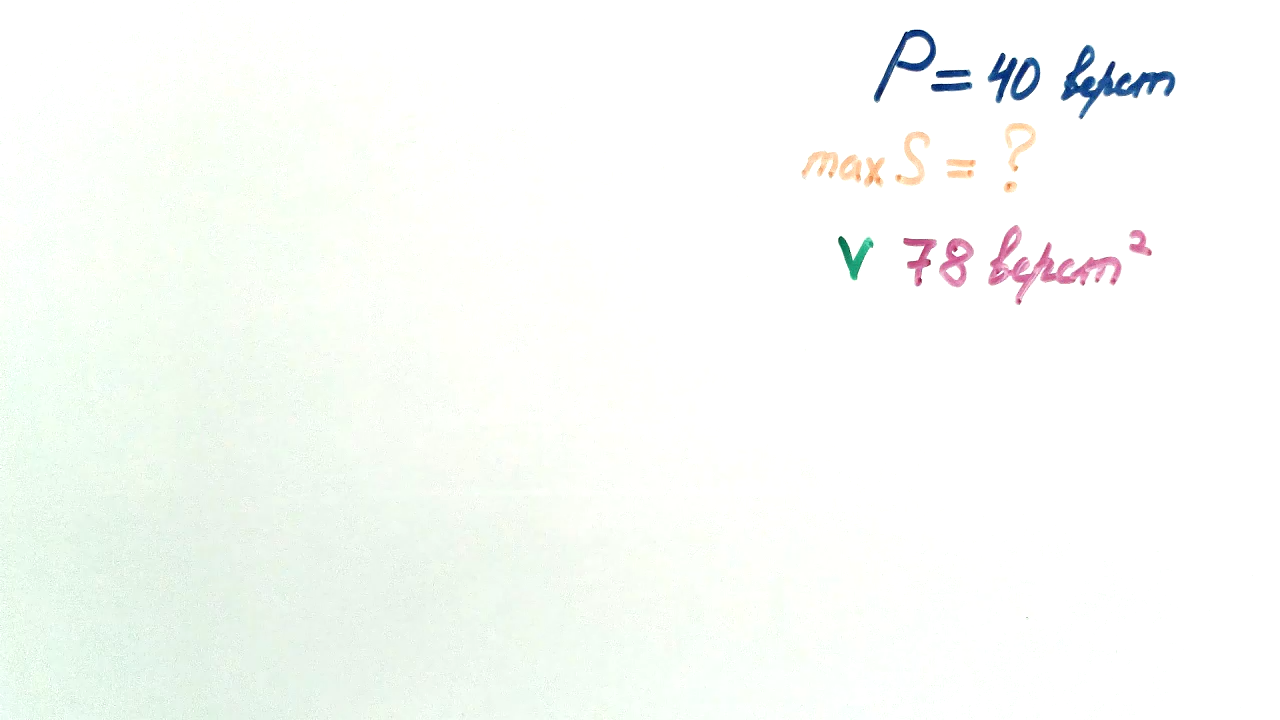 P = 40 верст
max S = ?
V 78 верст²